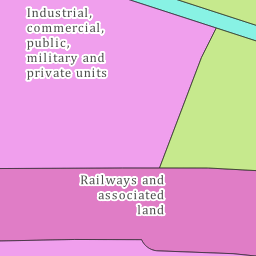 Industrial,
commercial,
public,
military and
private units
Railways and
associated
land